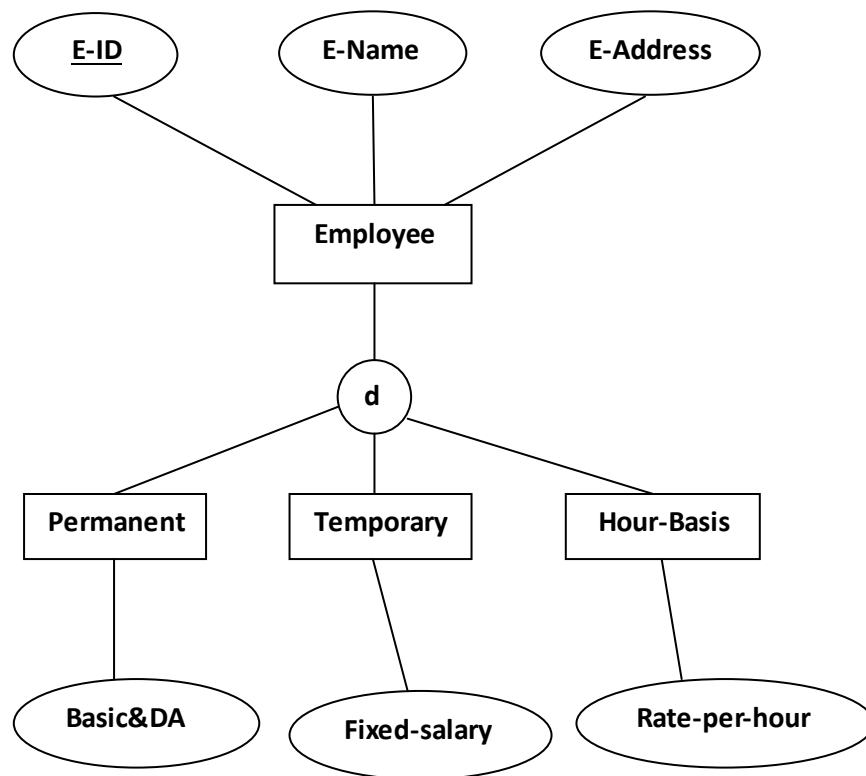 E-ID
E-Name
E-Address
Employee
d
Permanent
Temporary
Hour-Basis
Basic&DA
Fixed-salary
Rate-per-hour